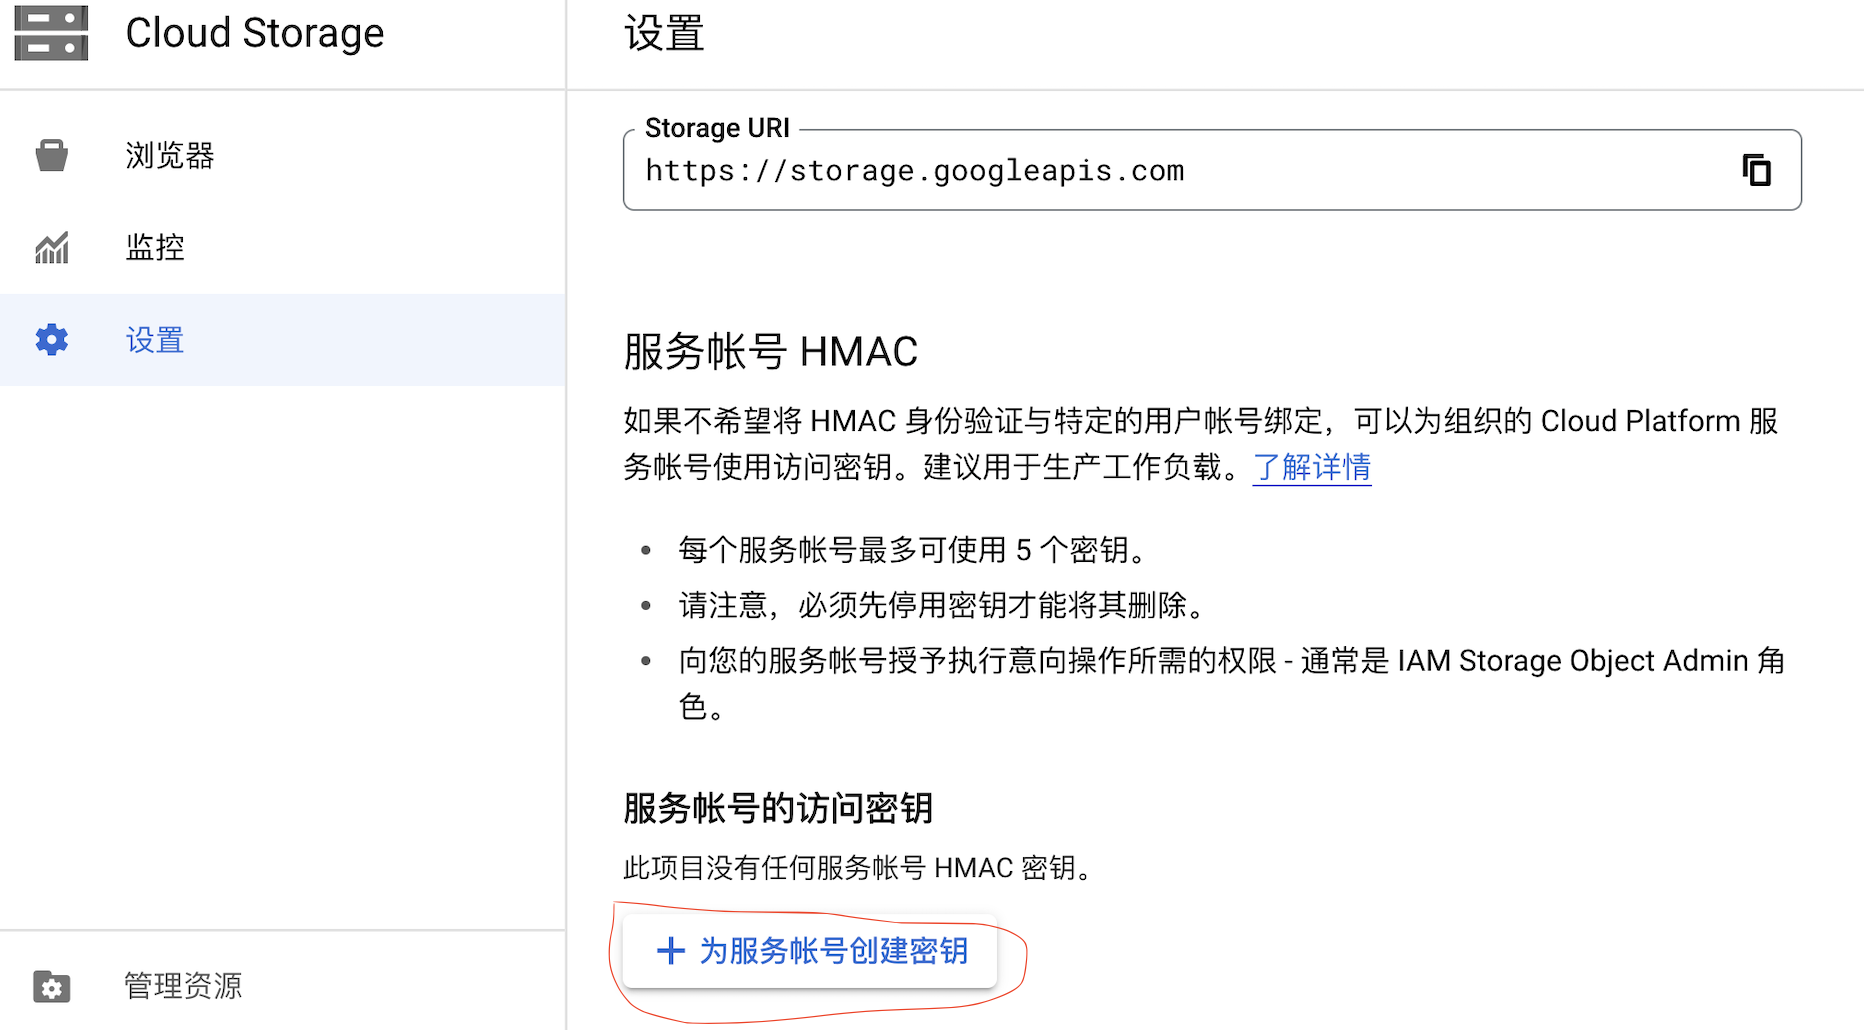 Cloud Storage
设置
浏览器
监控
设置
管理资源
Storage URI
https://storage.googleapis.com
服务帐号 HMAC
如果不希望将 HMAC 身份验证与特定的用户帐号绑定，可以为组织的 Cloud Platform 服
务帐号使用访问密钥。建议用于生产工作负载。了解详情
• 每个服务帐号最多可使用 5 个密钥。
• 请注意，必须先停用密钥才能将其删除。
• 向您的服务帐号授予执行意向操作所需的权限 - 通常是 IAM Storage Object Admin 角
色。
服务帐号的访问密钥
此项目没有任何服务帐号 HMAC 密钥。
+ 为服务帐号创建密钥